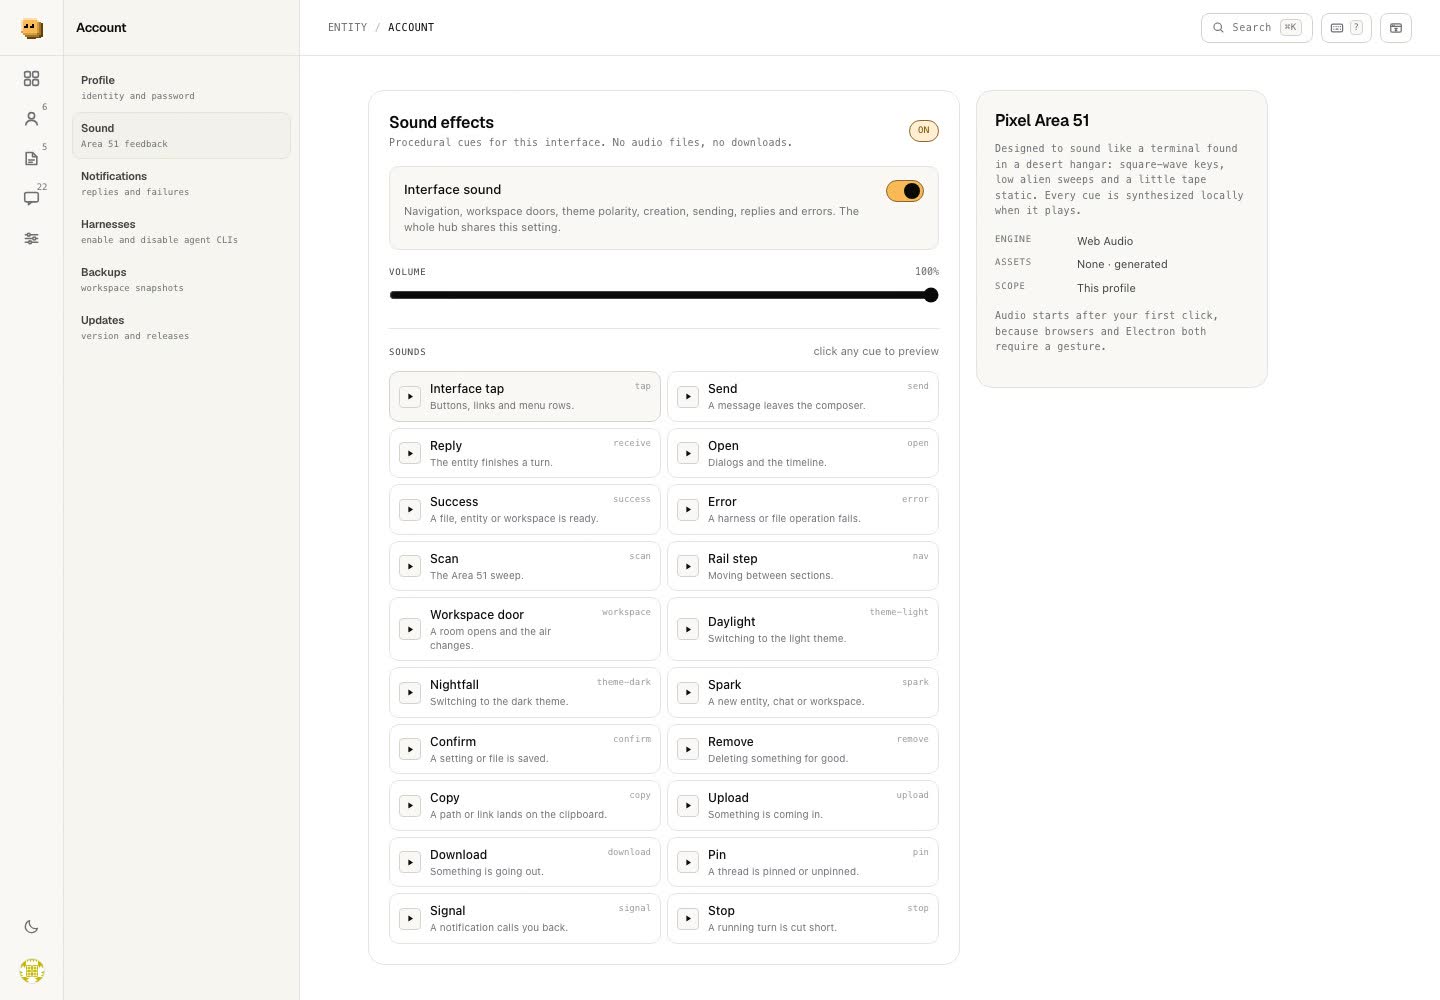 Account
ENTITY / ACCOUNT
Search ⌘K
?
6
5
22
Profile
identity and password
Sound
Area 51 feedback
Notifications
replies and failures
Harnesses
enable and disable agent CLIs
Backups
workspace snapshots
Updates
version and releases
Sound effects
Procedural cues for this interface. No audio files, no downloads.
ON
Interface sound
Navigation, workspace doors, theme polarity, creation, sending, replies and errors. The
whole hub shares this setting.
VOLUME
100%
SOUNDS
click any cue to preview
Interface tap
tap
Buttons, links and menu rows.
Send
send
A message leaves the composer.
Reply
receive
The entity finishes a turn.
Open
open
Dialogs and the timeline.
Success
success
A file, entity or workspace is ready.
Error
error
A harness or file operation fails.
Scan
scan
The Area 51 sweep.
Rail step
nav
Moving between sections.
Workspace door
workspace
A room opens and the air
changes.
Daylight
theme-light
Switching to the light theme.
Nightfall
theme-dark
Switching to the dark theme.
Spark
spark
A new entity, chat or workspace.
Confirm
confirm
A setting or file is saved.
Remove
remove
Deleting something for good.
Copy
copy
A path or link lands on the clipboard.
Upload
upload
Something is coming in.
Download
download
Something is going out.
Pin
pin
A thread is pinned or unpinned.
Signal
signal
A notification calls you back.
Stop
stop
A running turn is cut short.
Pixel Area 51
Designed to sound like a terminal found
in a desert hangar: square-wave keys,
low alien sweeps and a little tape
static. Every cue is synthesized locally
when it plays.
ENGINE
Web Audio
ASSETS
None · generated
SCOPE
This profile
Audio starts after your first click,
because browsers and Electron both
require a gesture.